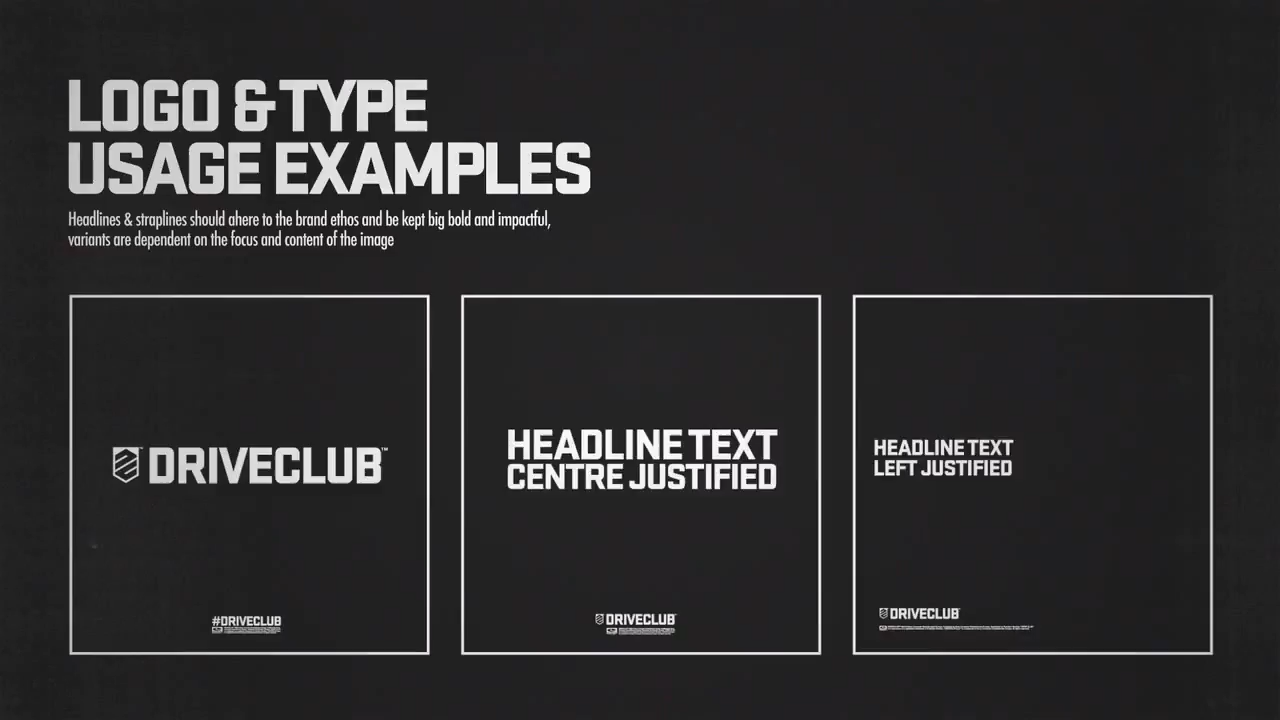 LOGO & TYPE
USAGE EXAMPLES
Headlines & straplines should ahere to the brand ethos and be kept big bold and impactful,
variants are dependent on the focus and content of the image
DRIVECLUB™
#DRIVECLUB
HEADLINE TEXT
CENTRE JUSTIFIED
DRIVECLUB™
HEADLINE TEXT
LEFT JUSTIFIED
DRIVECLUB™